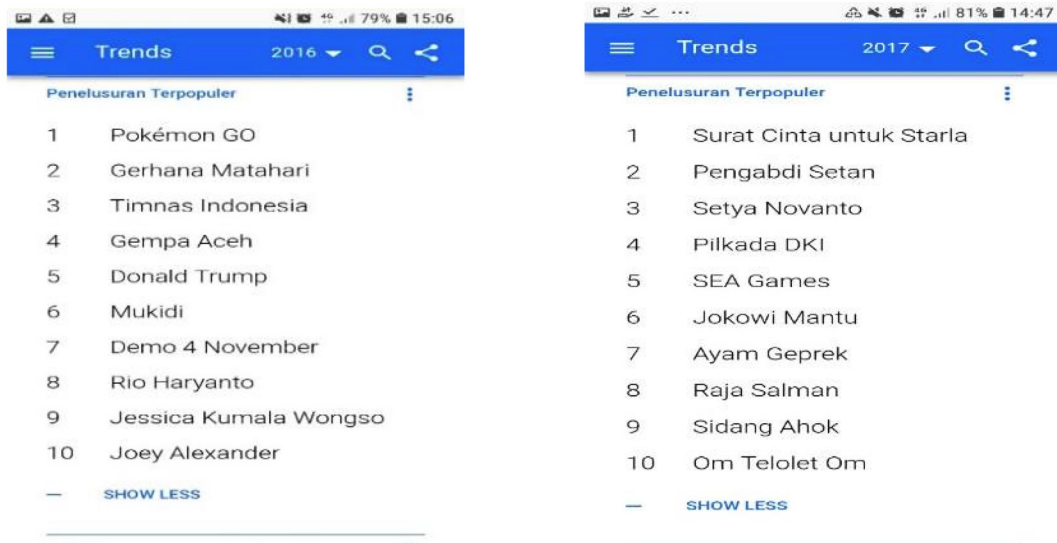 79% 15:06
Trends 2016
Penelusuran Terpopuler
1 Pokémon GO
2 Gerhana Matahari
3 Timnas Indonesia
4 Gempa Aceh
5 Donald Trump
6 Mukidi
7 Demo 4 November
8 Rio Haryanto
9 Jessica Kumala Wongso
10 Joey Alexander
SHOW LESS
81% 14:47
Trends 2017
Penelusuran Terpopuler
1 Surat Cinta untuk Starla
2 Pengabdi Setan
3 Setya Novanto
4 Pilkada DKI
5 SEA Games
6 Jokowi Mantu
7 Ayam Geprek
8 Raja Salman
9 Sidang Ahok
10 Om Telolet Om
SHOW LESS